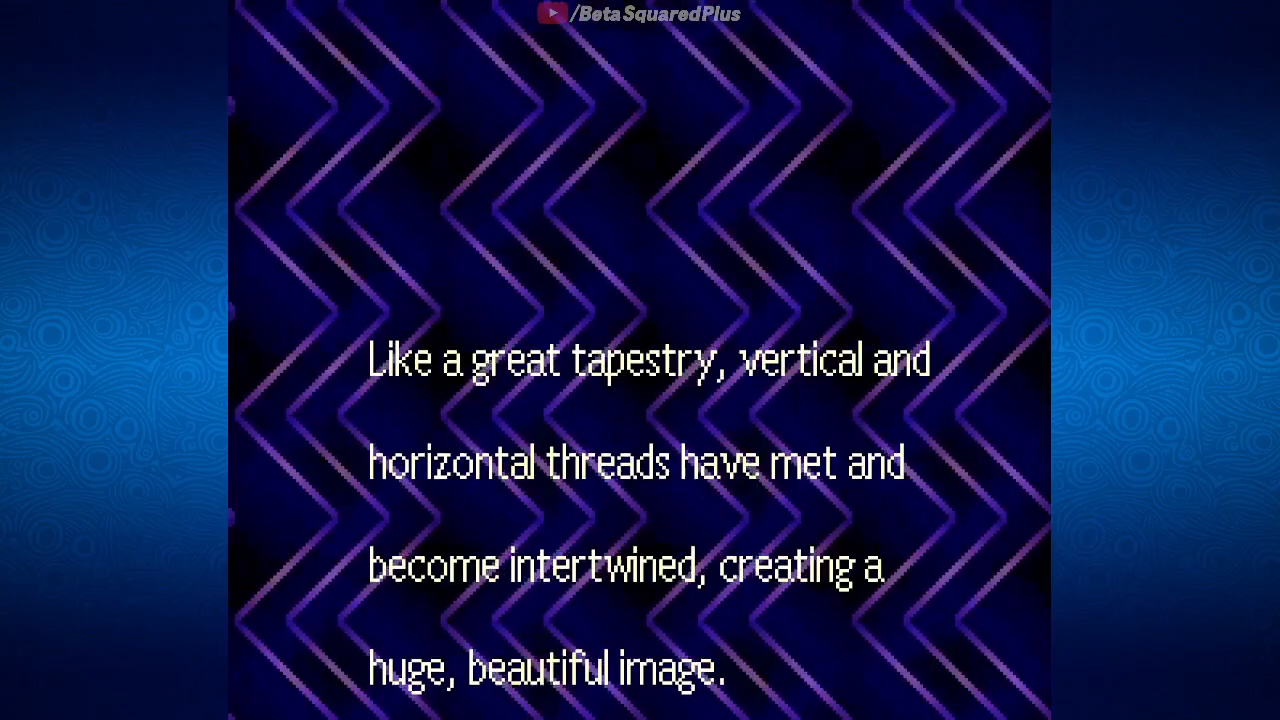 /BetaSquaredPlus
Like a great tapestry, vertical and
horizontal threads have met and
become intertwined, creating a
huge, beautiful image.